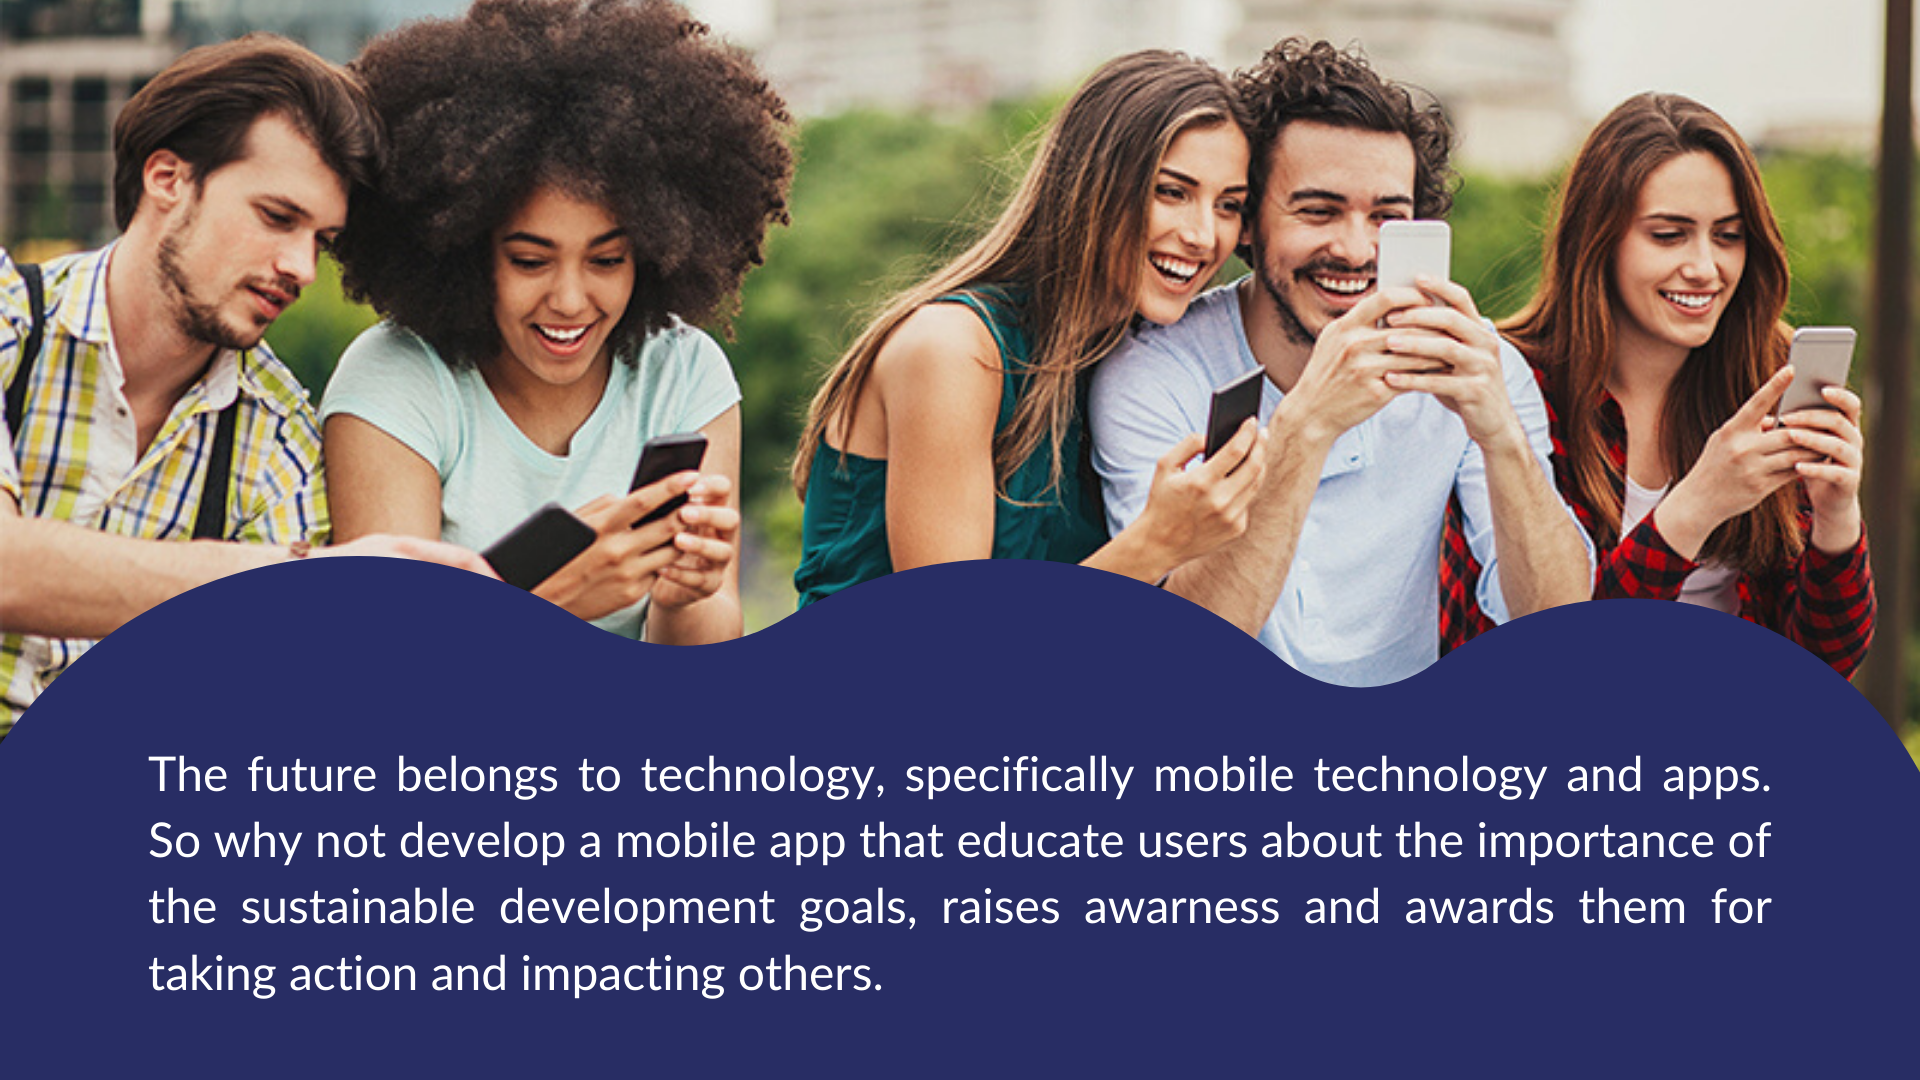 The future belongs to technology, specifically mobile technology and apps.
So why not develop a mobile app that educate users about the importance of
the sustainable development goals, raises awarness and awards them for
taking action and impacting others.